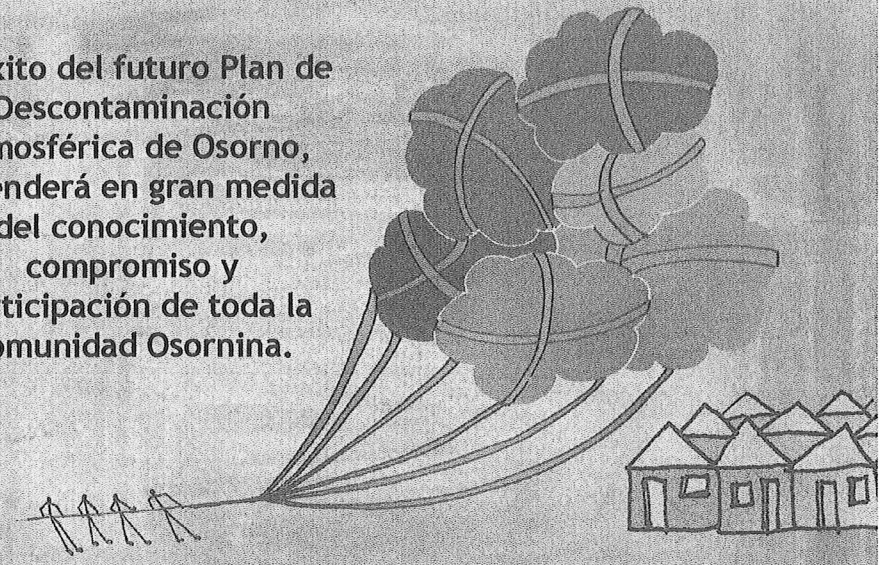 xito del futuro Plan de
Descontaminación
mosférica de Osorno,
enderá en gran medida
del conocimiento,
compromiso y
ticipación de toda la
omunidad Osornina.